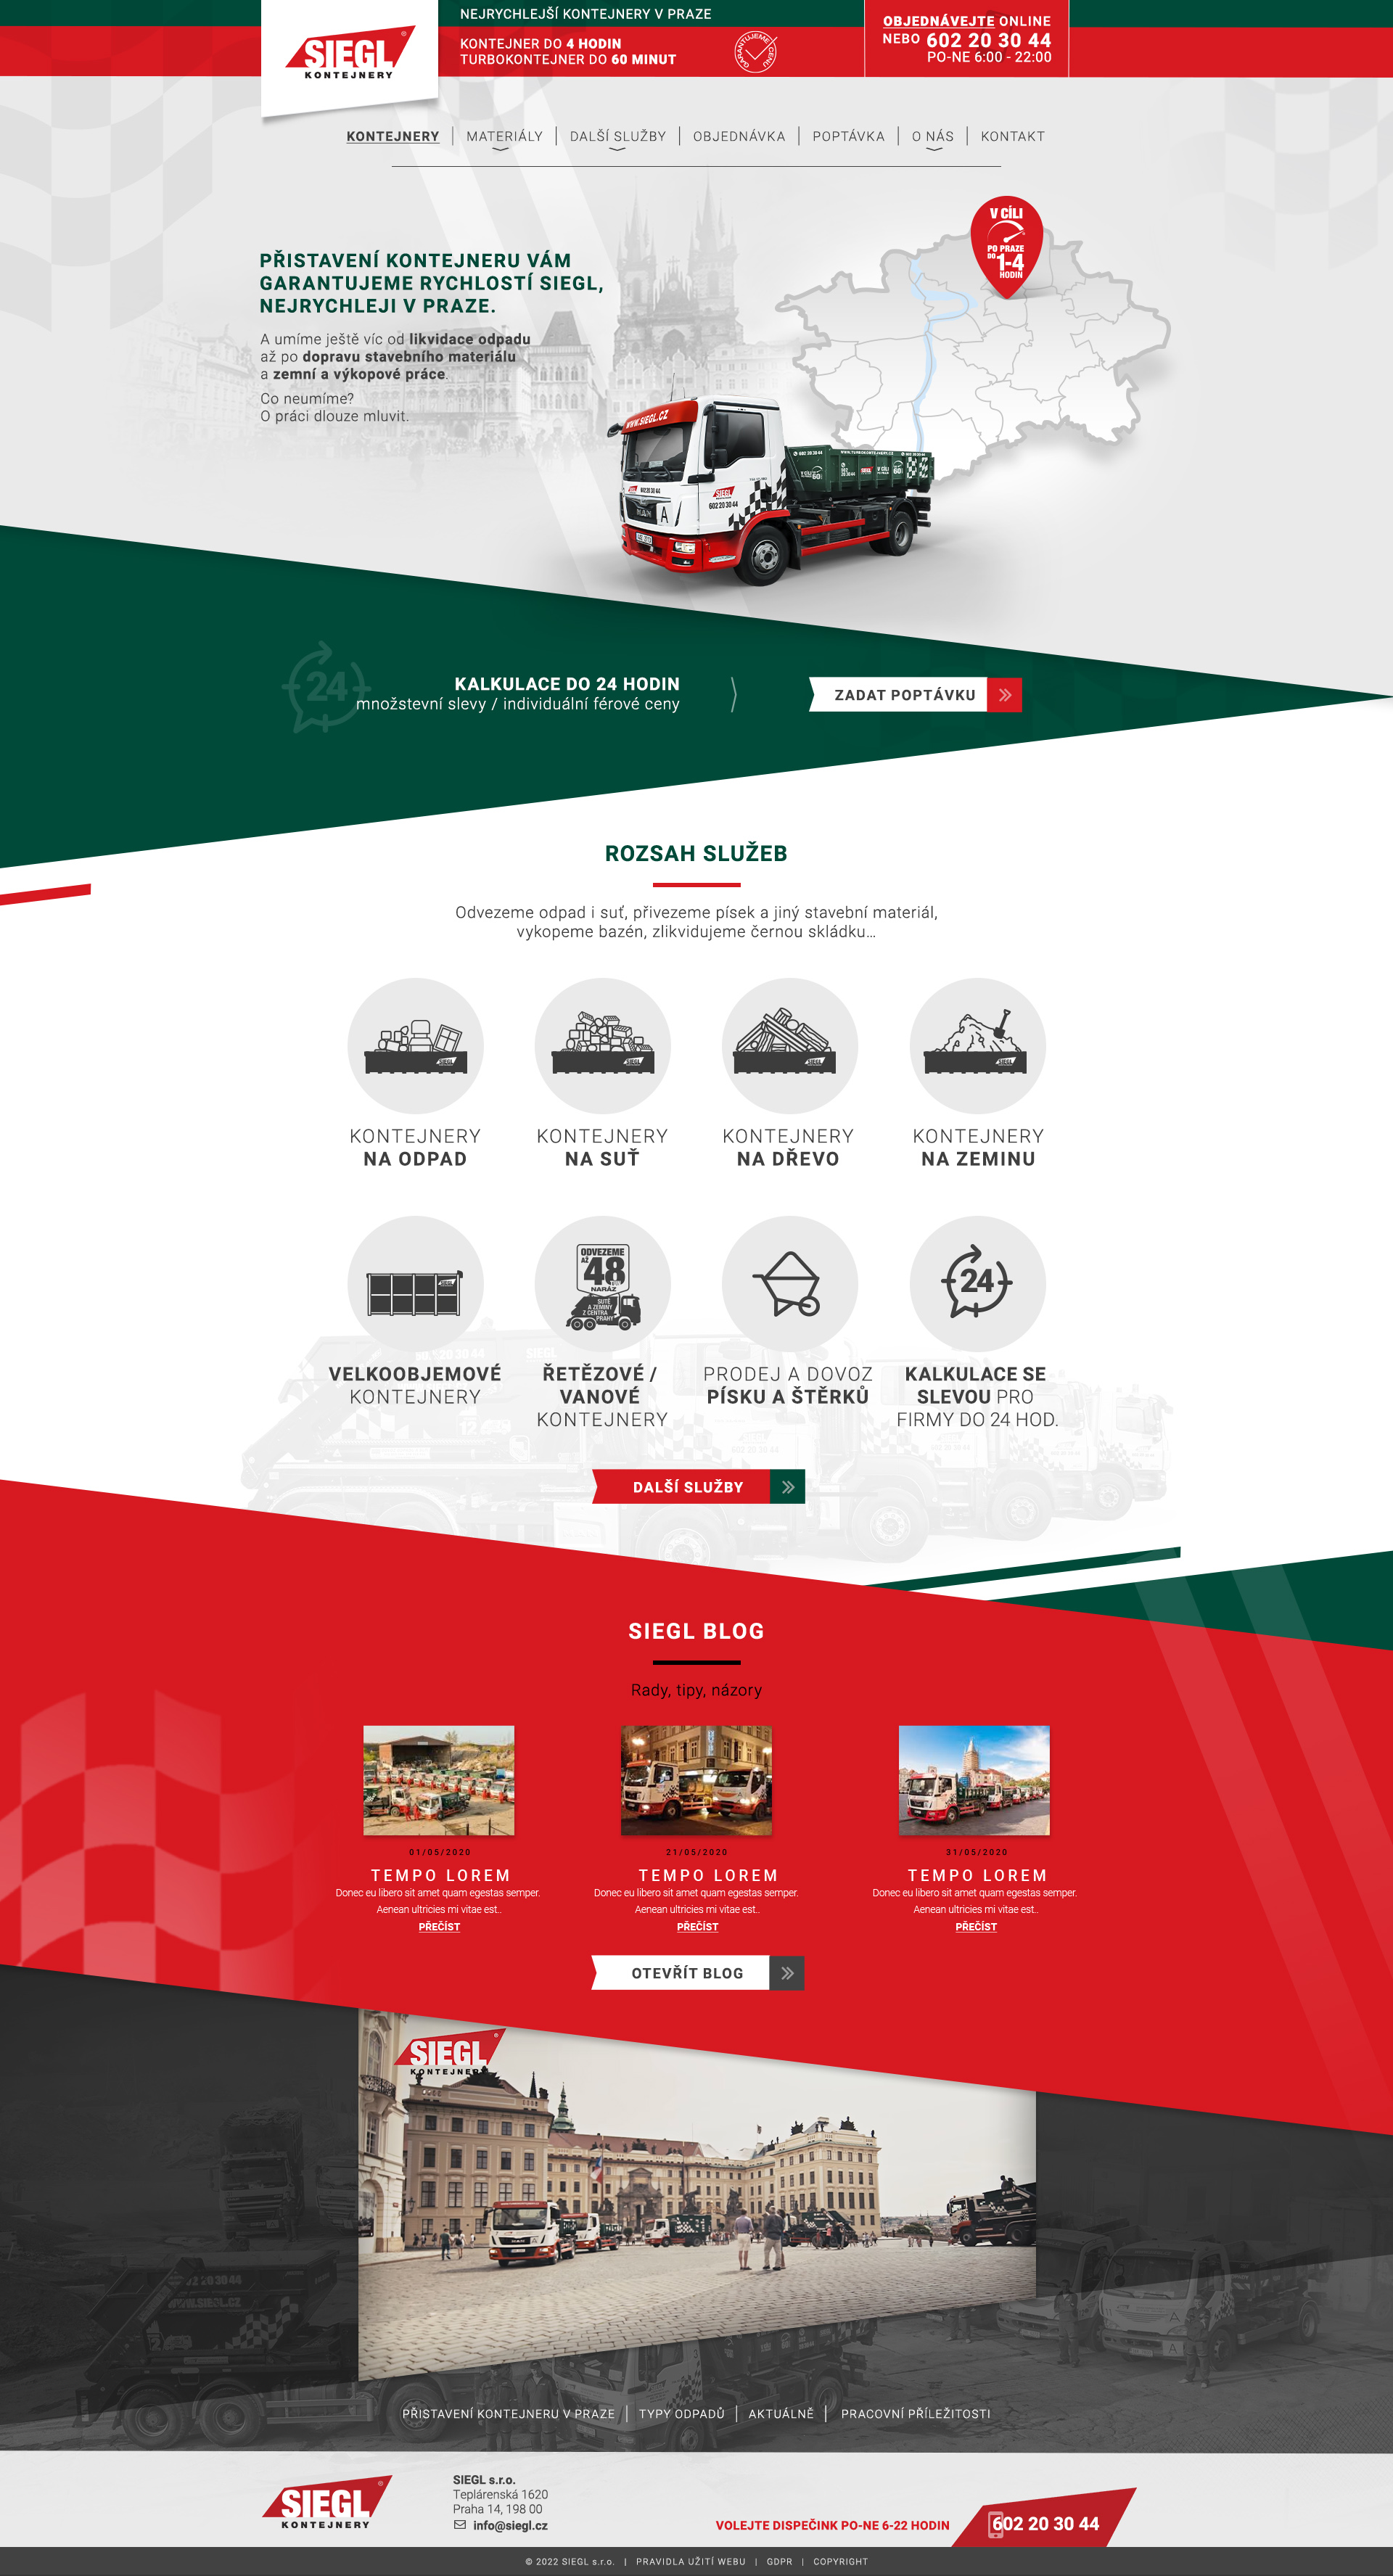 SIEGL
KONTEJNERY
NEJRYCHLEJŠÍ KONTEJNERY V PRAZE
KONTEJNER DO 4 HODIN
TURBOKONTEJNER DO 60 MINUT
GARANTUJEME CENU
OBJEDNÁVEJTE ONLINE
NEBO 602 20 30 44
PO-NE 6:00 - 22:00
KONTEJNERY | MATERIÁLY | DALŠÍ SLUŽBY | OBJEDNÁVKA | POPTÁVKA | O NÁS | KONTAKT
PŘISTAVENÍ KONTEJNERU VÁM
GARANTUJEME RYCHLOSTÍ SIEGL,
NEJRYCHLEJI V PRAZE.
A umíme ještě víc od likvidace odpadu
až po dopravu stavebního materiálu
a zemní a výkopové práce.
Co neumíme?
O práci dlouze mluvit.
V CÍLI
PO PRAZE
DO 1-4
HODIN
WWW.SIEGL.CZ
602 20 30 44
SIEGL
602 20 30 44
MAN
A
24
KALKULACE DO 24 HODIN
množstevní slevy / individuální férové ceny
ZADAT POPTÁVKU
ROZSAH SLUŽEB
Odvezeme odpad i suť, přivezeme písek a jiný stavební materiál,
vykopeme bazén, zlikvidujeme černou skládku...
SIEGL
SIEGL
SIEGL
SIEGL
KONTEJNERY
NA ODPAD
KONTEJNERY
NA SUŤ
KONTEJNERY
NA DŘEVO
KONTEJNERY
NA ZEMINU
SIEGL
ODVEZEME
AŽ
48
TUN
NARÁZ
SUTĚ
A ZEMINY
Z CENTRA
PRAHY
24
VELKOOBJEMOVÉ
KONTEJNERY
ŘETĚZOVÉ /
VANOVÉ
KONTEJNERY
PRODEJ A DOVOZ
PÍSKU A ŠTĚRKŮ
KALKULACE SE
SLEVOU PRO
FIRMY DO 24 HOD.
DALŠÍ SLUŽBY
SIEGL BLOG
Rady, tipy, názory
01/05/2020
TEMPO LOREM
Donec eu libero sit amet quam egestas semper.
Aenean ultricies mi vitae est..
PŘEČÍST
21/05/2020
TEMPO LOREM
Donec eu libero sit amet quam egestas semper.
Aenean ultricies mi vitae est..
PŘEČÍST
31/05/2020
TEMPO LOREM
Donec eu libero sit amet quam egestas semper.
Aenean ultricies mi vitae est..
PŘEČÍST
OTEVŘÍT BLOG
SIEGL
KONTEJNERY
PŘISTAVENÍ KONTEJNERU V PRAZE | TYPY ODPADŮ | AKTUÁLNĚ | PRACOVNÍ PŘÍLEŽITOSTI
SIEGL
KONTEJNERY
SIEGL s.r.o.
Teplárenská 1620
Praha 14, 198 00
info@siegl.cz
VOLEJTE DISPEČINK PO-NE 6-22 HODIN
602 20 30 44
© 2022 SIEGL s.r.o. | PRAVIDLA UŽITÍ WEBU | GDPR | COPYRIGHT